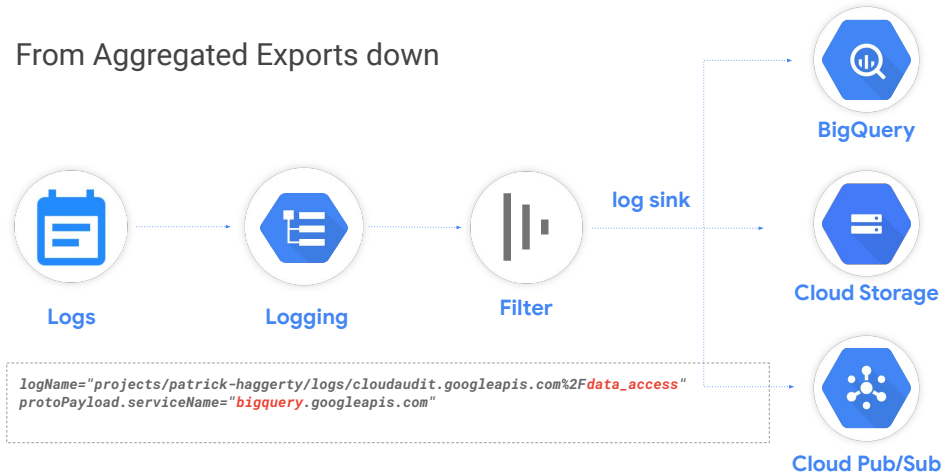 From Aggregated Exports down
BigQuery
log sink
Cloud Storage
Logs
Logging
Filter
logName="projects/patrick-haggerty/logs/cloudaudit.googleapis.com%2Fdata_access"
protoPayload.serviceName="bigquery.googleapis.com"
Cloud Pub/Sub